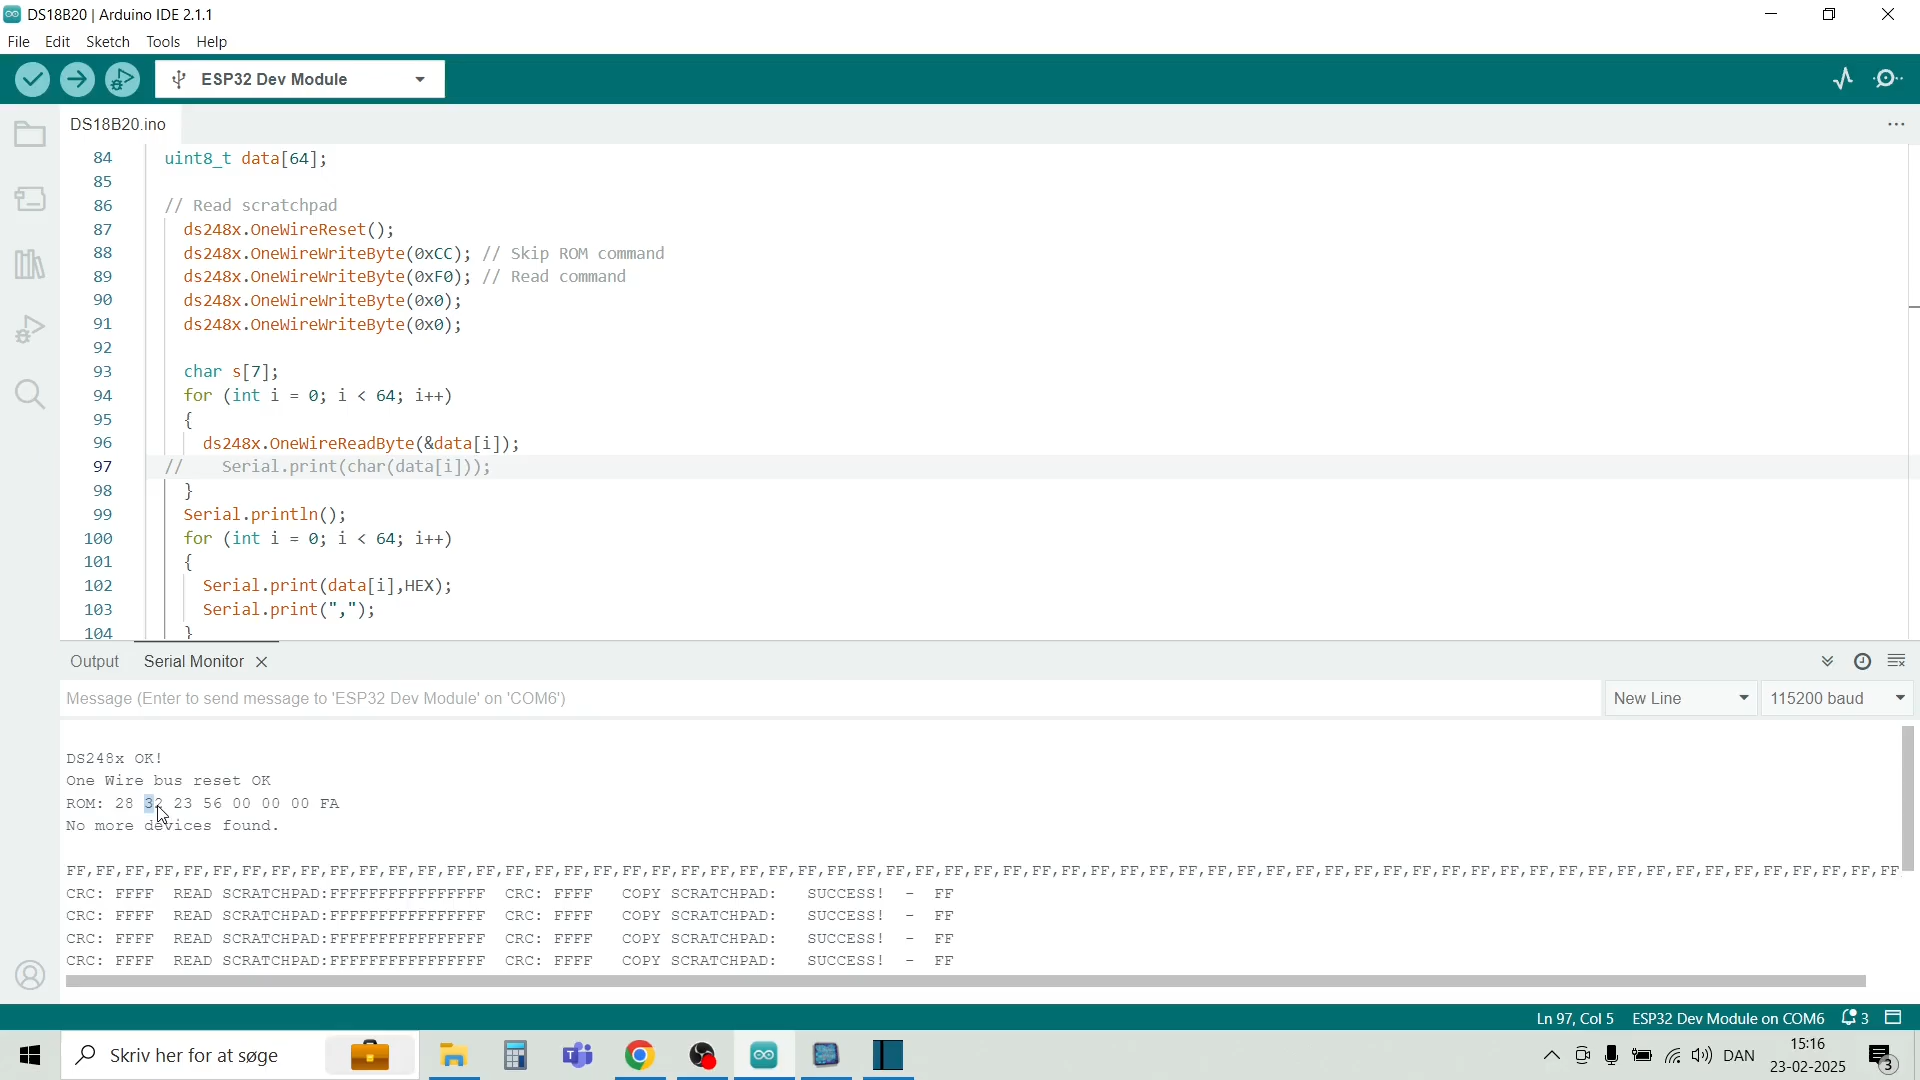 DS18B20 | Arduino IDE 2.1.1
File Edit Sketch Tools Help
ESP32 Dev Module
DS18B20.ino
84 uint8_t data[64];
85
86 // Read scratchpad
87 ds248x.OneWireReset();
88 ds248x.OneWireWriteByte(0xCC); // Skip ROM command
89 ds248x.OneWireWriteByte(0xF0); // Read command
90 ds248x.OneWireWriteByte(0x0);
91 ds248x.OneWireWriteByte(0x0);
92
93 char s[7];
94 for (int i = 0; i < 64; i++)
95 {
96 ds248x.OneWireReadByte(&data[i]);
97 // Serial.print(char(data[i]));
98 }
99 Serial.println();
100 for (int i = 0; i < 64; i++)
101 {
102 Serial.print(data[i],HEX);
103 Serial.print(",");
104 }
Output Serial Monitor
Message (Enter to send message to 'ESP32 Dev Module' on 'COM6') New Line 115200 baud
DS248x OK!
One Wire bus reset OK
ROM: 28 32 23 56 00 00 00 FA
No more devices found.
FF,FF,FF,FF,FF,FF,FF,FF,FF,FF,FF,FF,FF,FF,FF,FF,FF,FF,FF,FF,FF,FF,FF,FF,FF,FF,FF,FF,FF,FF,FF,FF,FF,FF,FF,FF,FF,FF,FF,FF,FF,FF,FF,FF,FF,FF,FF,FF,FF,FF,FF,FF,FF,FF,FF,FF,FF,FF,FF,FF,FF,FF,FF
CRC: FFFF READ SCRATCHPAD:FFFFFFFFFFFFFFFF CRC: FFFF COPY SCRATCHPAD: SUCCESS! - FF
CRC: FFFF READ SCRATCHPAD:FFFFFFFFFFFFFFFF CRC: FFFF COPY SCRATCHPAD: SUCCESS! - FF
CRC: FFFF READ SCRATCHPAD:FFFFFFFFFFFFFFFF CRC: FFFF COPY SCRATCHPAD: SUCCESS! - FF
CRC: FFFF READ SCRATCHPAD:FFFFFFFFFFFFFFFF CRC: FFFF COPY SCRATCHPAD: SUCCESS! - FF
Ln 97, Col 5 ESP32 Dev Module on COM6 3
Skriv her for at søge DAN 15:16
23-02-2025 3